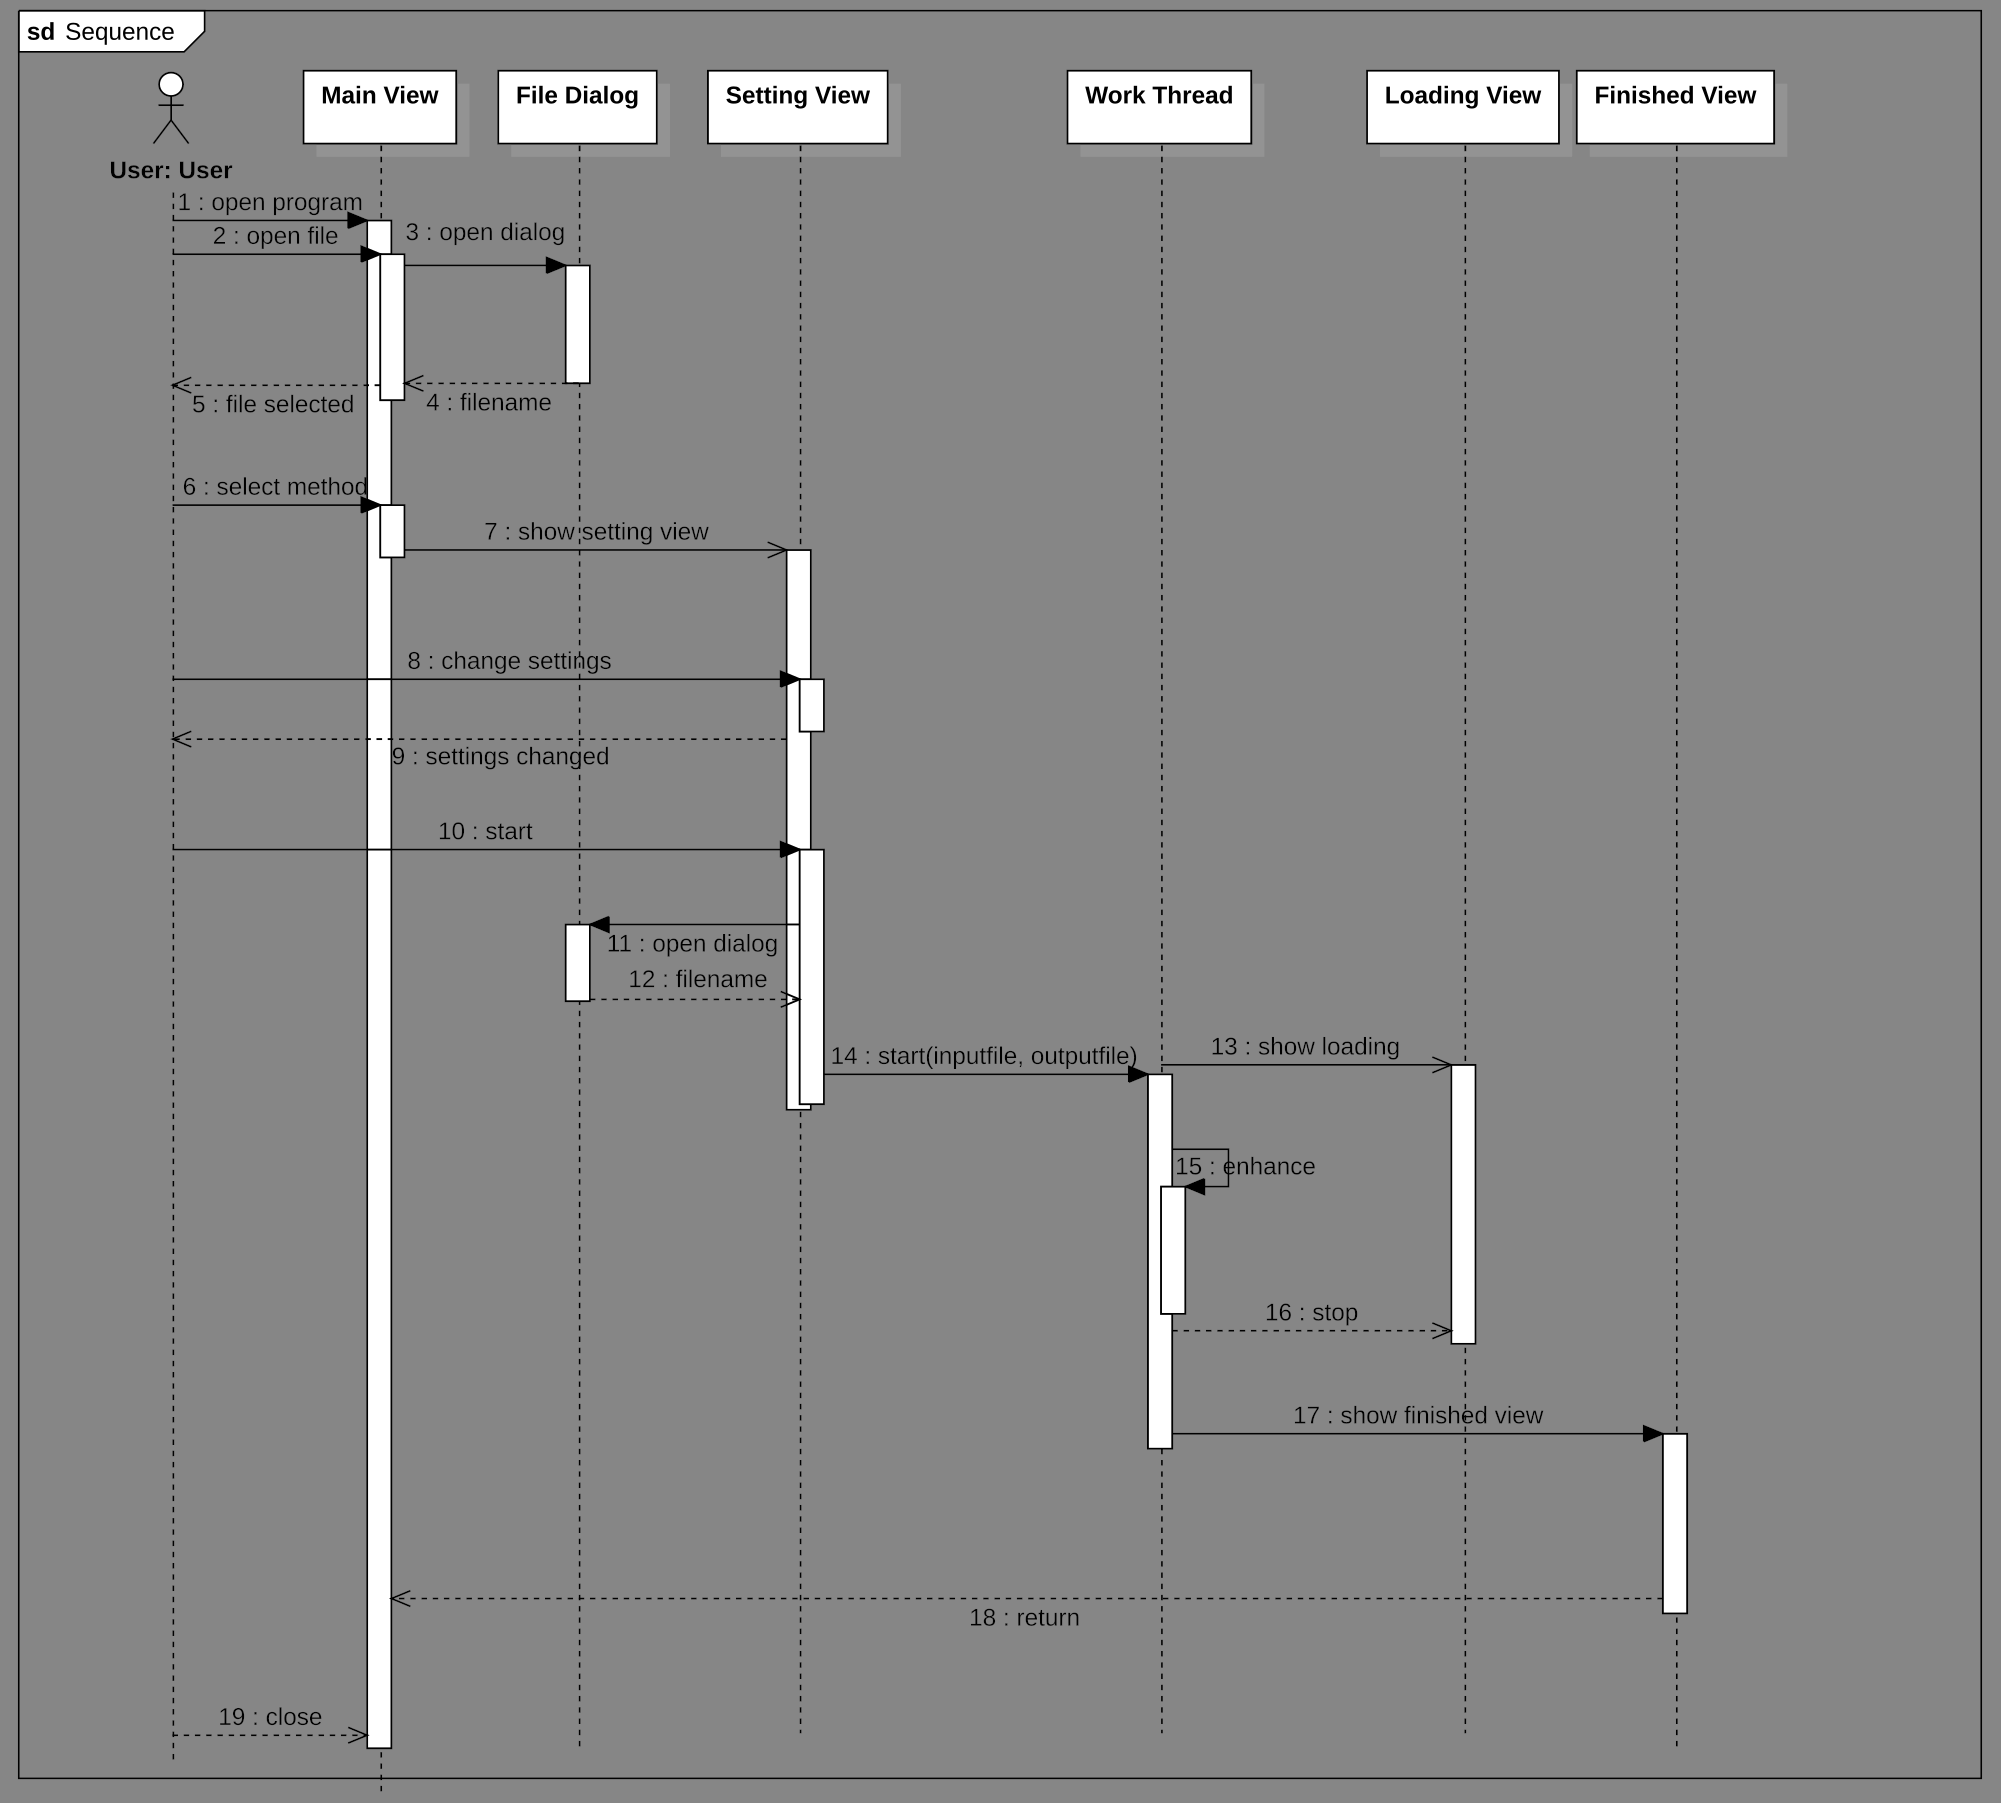 sd Sequence
Main View
File Dialog
Setting View
Work Thread
Loading View
Finished View
User: User
1 : open program
2 : open file
3 : open dialog
5 : file selected
4 : filename
6 : select method
7 : show setting view
8 : change settings
9 : settings changed
10 : start
11 : open dialog
12 : filename
14 : start(inputfile, outputfile)
13 : show loading
15 : enhance
16 : stop
17 : show finished view
18 : return
19 : close